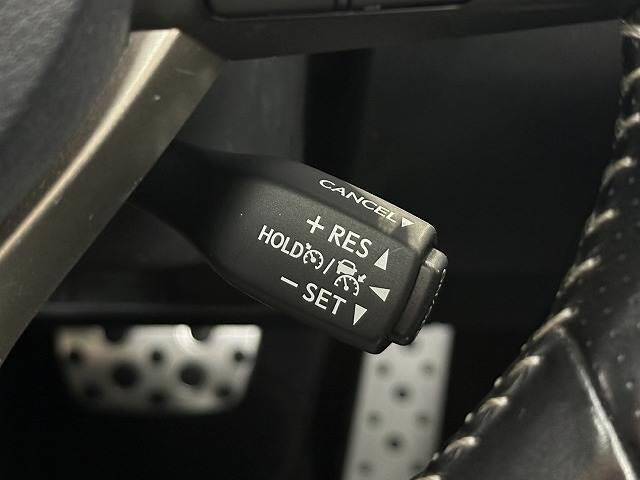 CANCEL▼
+ RES▲
HOLD /
− SET▼